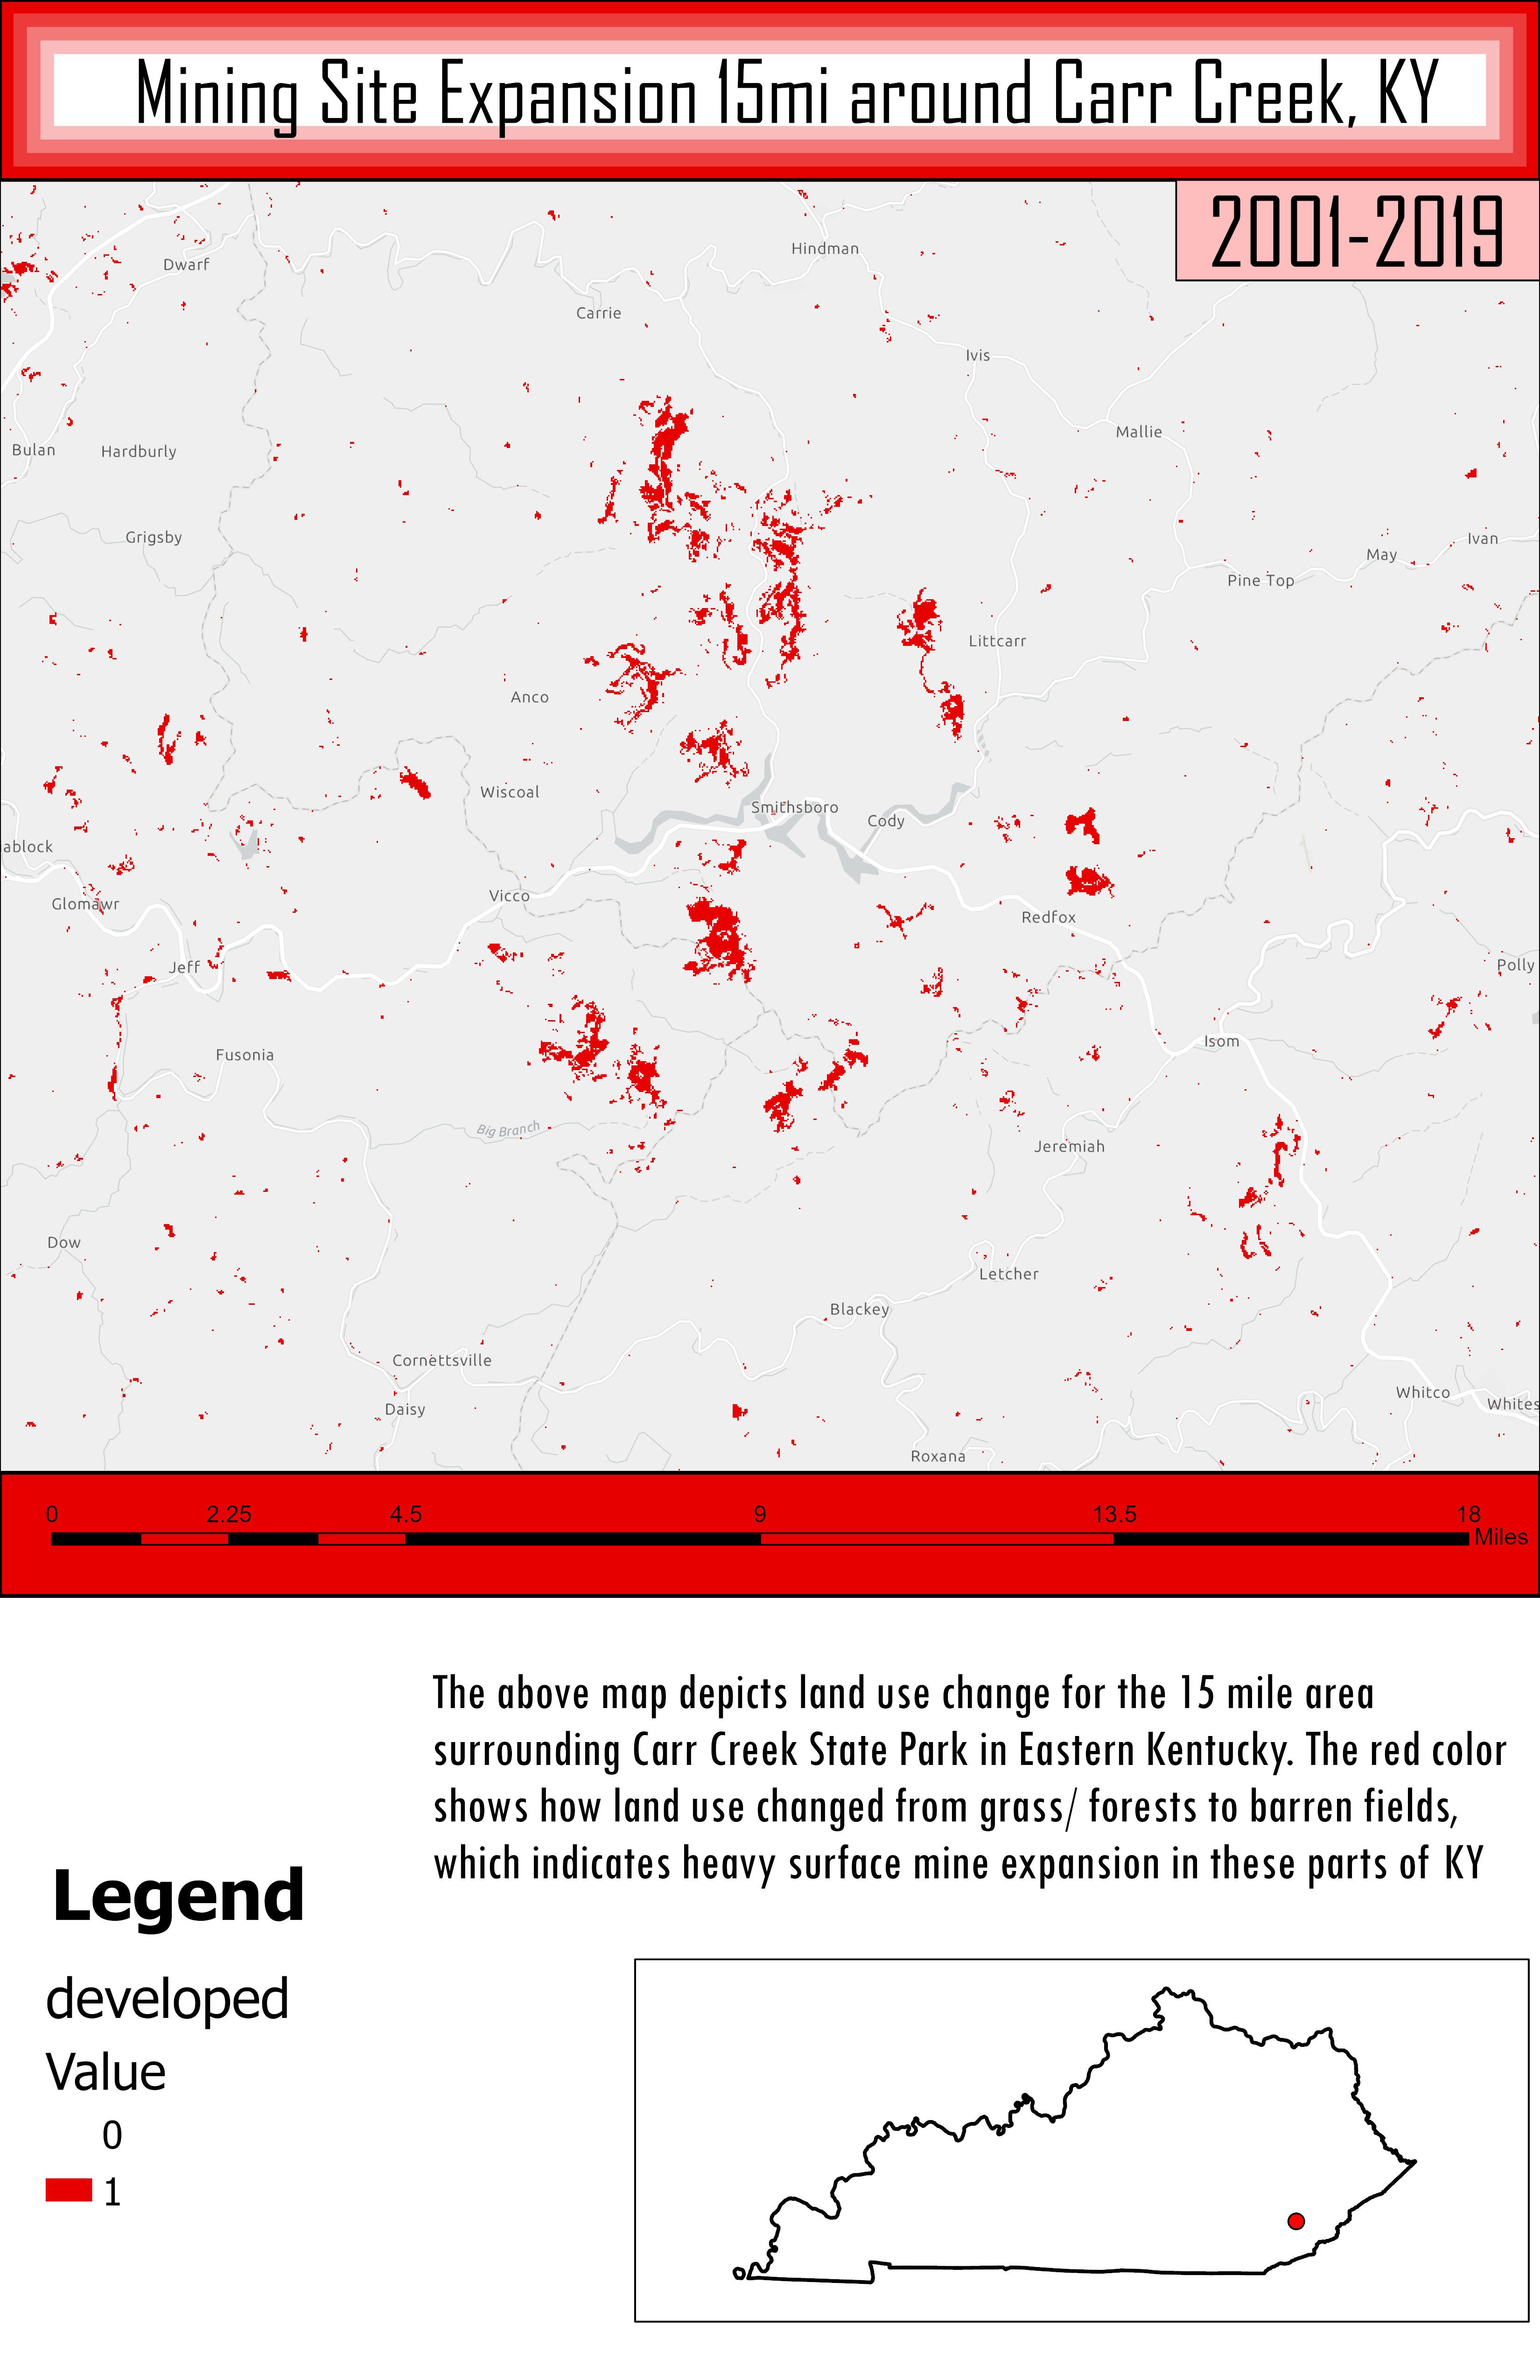 Mining Site Expansion 15mi around Carr Creek, KY
2001-2019
Hindman
Dwarf
Carrie
Ivis
Mallie
Bulan
Hardburly
Grigsby
Ivan
May
Pine Top
Littcarr
Anco
Wiscoal
Smithsboro
Cody
iablock
Vicco
Glomawr
Redfox
Jeff
Polly
Isom
Fusonia
Big Branch
Jeremiah
Dow
Letcher
Blackey
Cornettsville
Whitco
Whites
Daisy
Roxana
0 2.25 4.5 9 13.5 18
Miles
The above map depicts land use change for the 15 mile area
surrounding Carr Creek State Park in Eastern Kentucky. The red color
shows how land use changed from grass/ forests to barren fields,
which indicates heavy surface mine expansion in these parts of KY
Legend
developed
Value
0
1